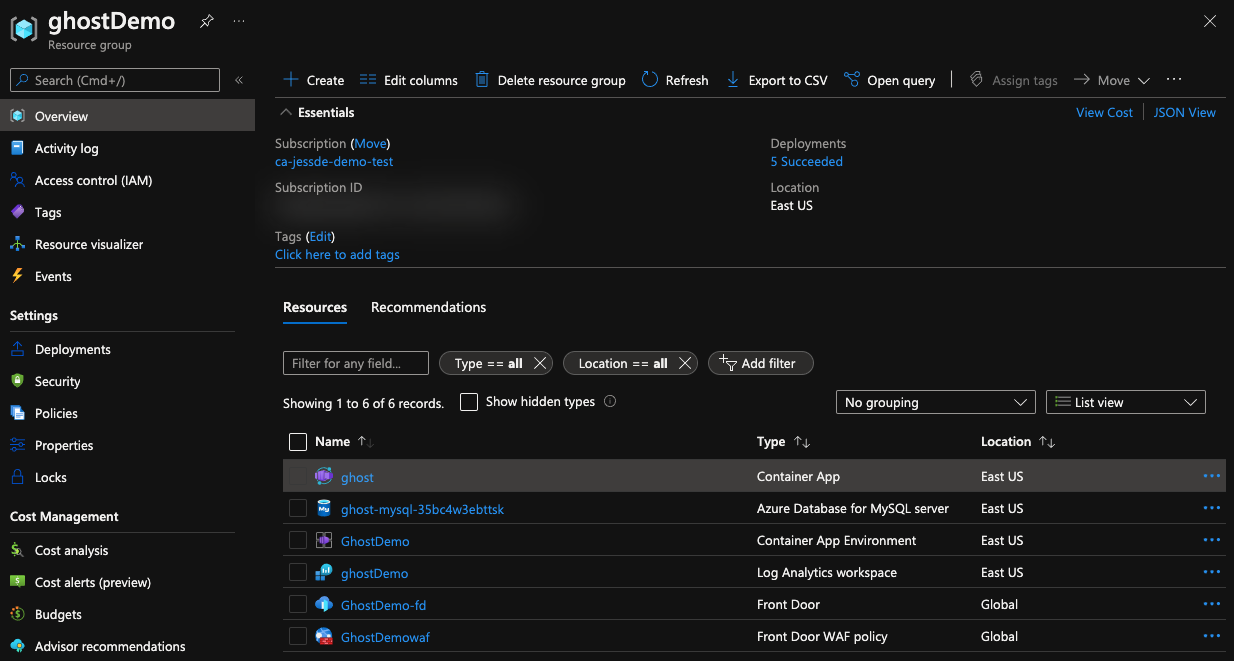 ghostDemo
Resource group
Search (Cmd+/)
Overview
Activity log
Access control (IAM)
Tags
Resource visualizer
Events
Settings
Deployments
Security
Policies
Properties
Locks
Cost Management
Cost analysis
Cost alerts (preview)
Budgets
Advisor recommendations
Create Edit columns Delete resource group Refresh Export to CSV Open query Assign tags Move
Essentials View Cost JSON View
Subscription (Move)
ca-jessde-demo-test
Subscription ID
Deployments
5 Succeeded
Location
East US
Tags (Edit)
Click here to add tags
Resources Recommendations
Filter for any field... Type == all Location == all Add filter
Showing 1 to 6 of 6 records. Show hidden types No grouping List view
Name Type Location
ghost Container App East US
ghost-mysql-35bc4w3ebttsk Azure Database for MySQL server East US
GhostDemo Container App Environment East US
ghostDemo Log Analytics workspace East US
GhostDemo-fd Front Door Global
GhostDemowaf Front Door WAF policy Global